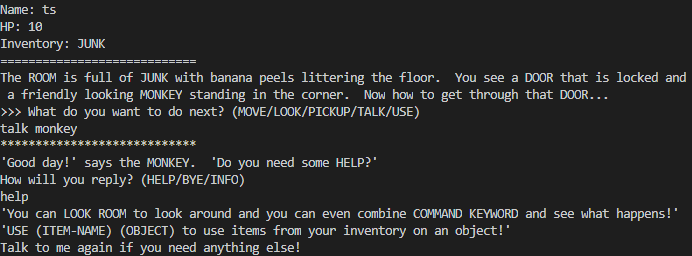 Name: ts
HP: 10
Inventory: JUNK
============================
The ROOM is full of JUNK with banana peels littering the floor.  You see a DOOR that is locked and
 a friendly looking MONKEY standing in the corner.  Now how to get through that DOOR...
>>> What do you want to do next? (MOVE/LOOK/PICKUP/TALK/USE)
talk monkey
****************************
'Good day!' says the MONKEY.  'Do you need some HELP?'
How will you reply? (HELP/BYE/INFO)
help
'You can LOOK ROOM to look around and you can even combine COMMAND KEYWORD and see what happens!'
'USE (ITEM-NAME) (OBJECT) to use items from your inventory on an object!'
Talk to me again if you need anything else!